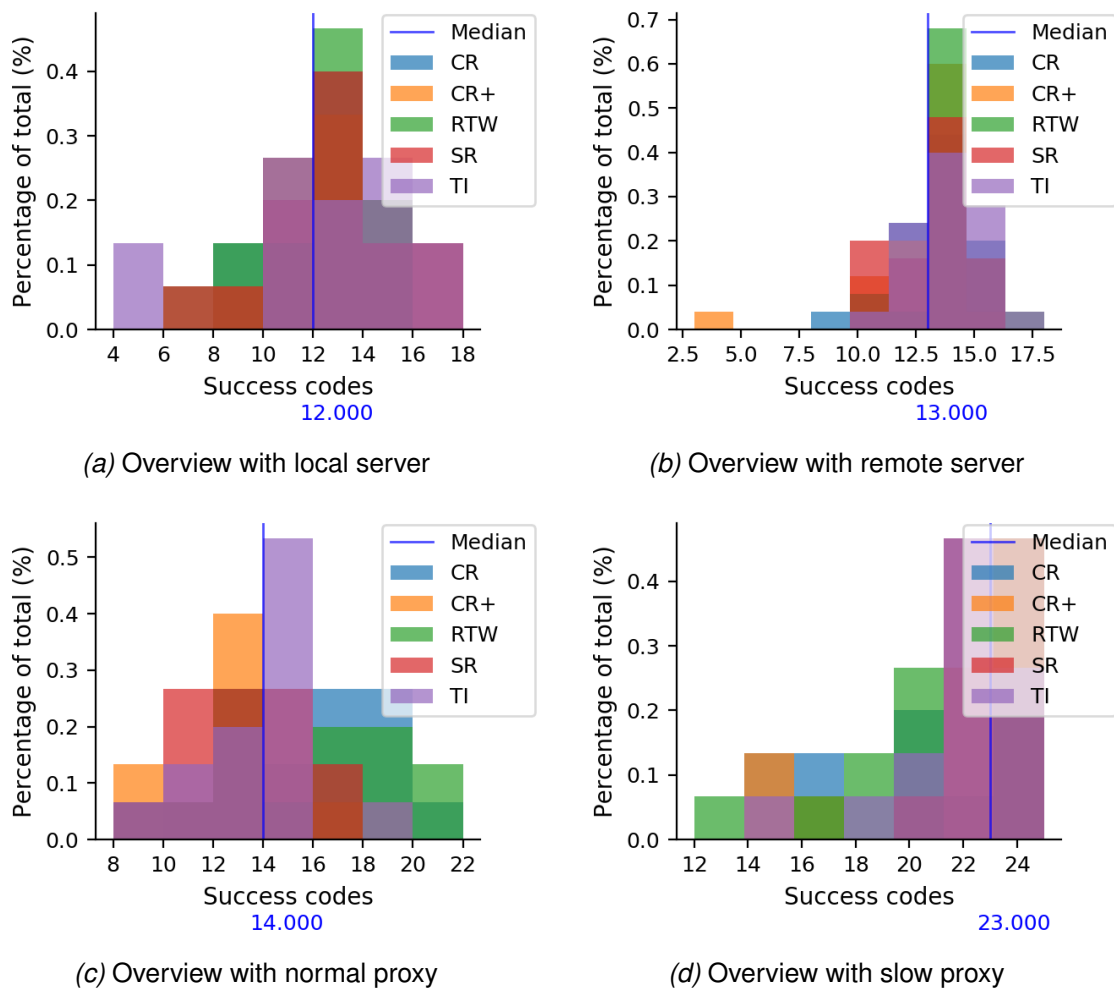 Percentage of total (%)
0.4
0.3
0.2
0.1
0.0
4 6 8 10 12 14 16 18
Success codes
12.000
Median
CR
CR+
RTW
SR
TI
(a) Overview with local server
Percentage of total (%)
0.7
0.6
0.5
0.4
0.3
0.2
0.1
0.0
2.5 5.0 7.5 10.0 12.5 15.0 17.5
Success codes
13.000
Median
CR
CR+
RTW
SR
TI
(b) Overview with remote server
Percentage of total (%)
0.5
0.4
0.3
0.2
0.1
0.0
8 10 12 14 16 18 20 22
Success codes
14.000
Median
CR
CR+
RTW
SR
TI
(c) Overview with normal proxy
Percentage of total (%)
0.4
0.3
0.2
0.1
0.0
12 14 16 18 20 22 24
Success codes
23.000
Median
CR
CR+
RTW
SR
TI
(d) Overview with slow proxy